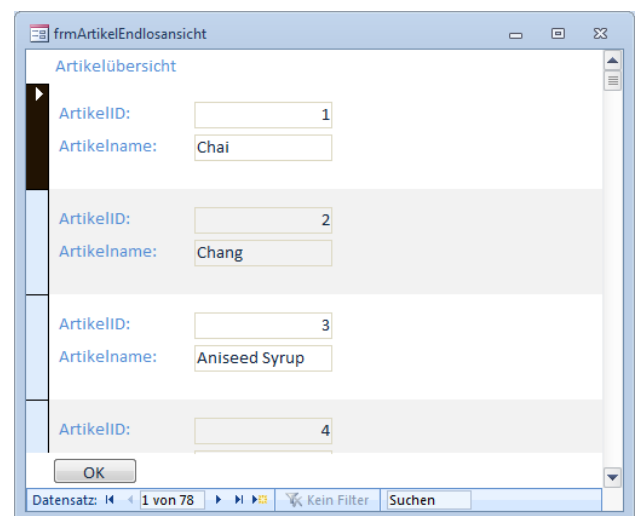 frmArtikelEndlosansicht
Artikelübersicht
ArtikelID: 1
Artikelname: Chai
ArtikelID: 2
Artikelname: Chang
ArtikelID: 3
Artikelname: Aniseed Syrup
ArtikelID: 4
OK
Datensatz: 1 von 78 Kein Filter Suchen